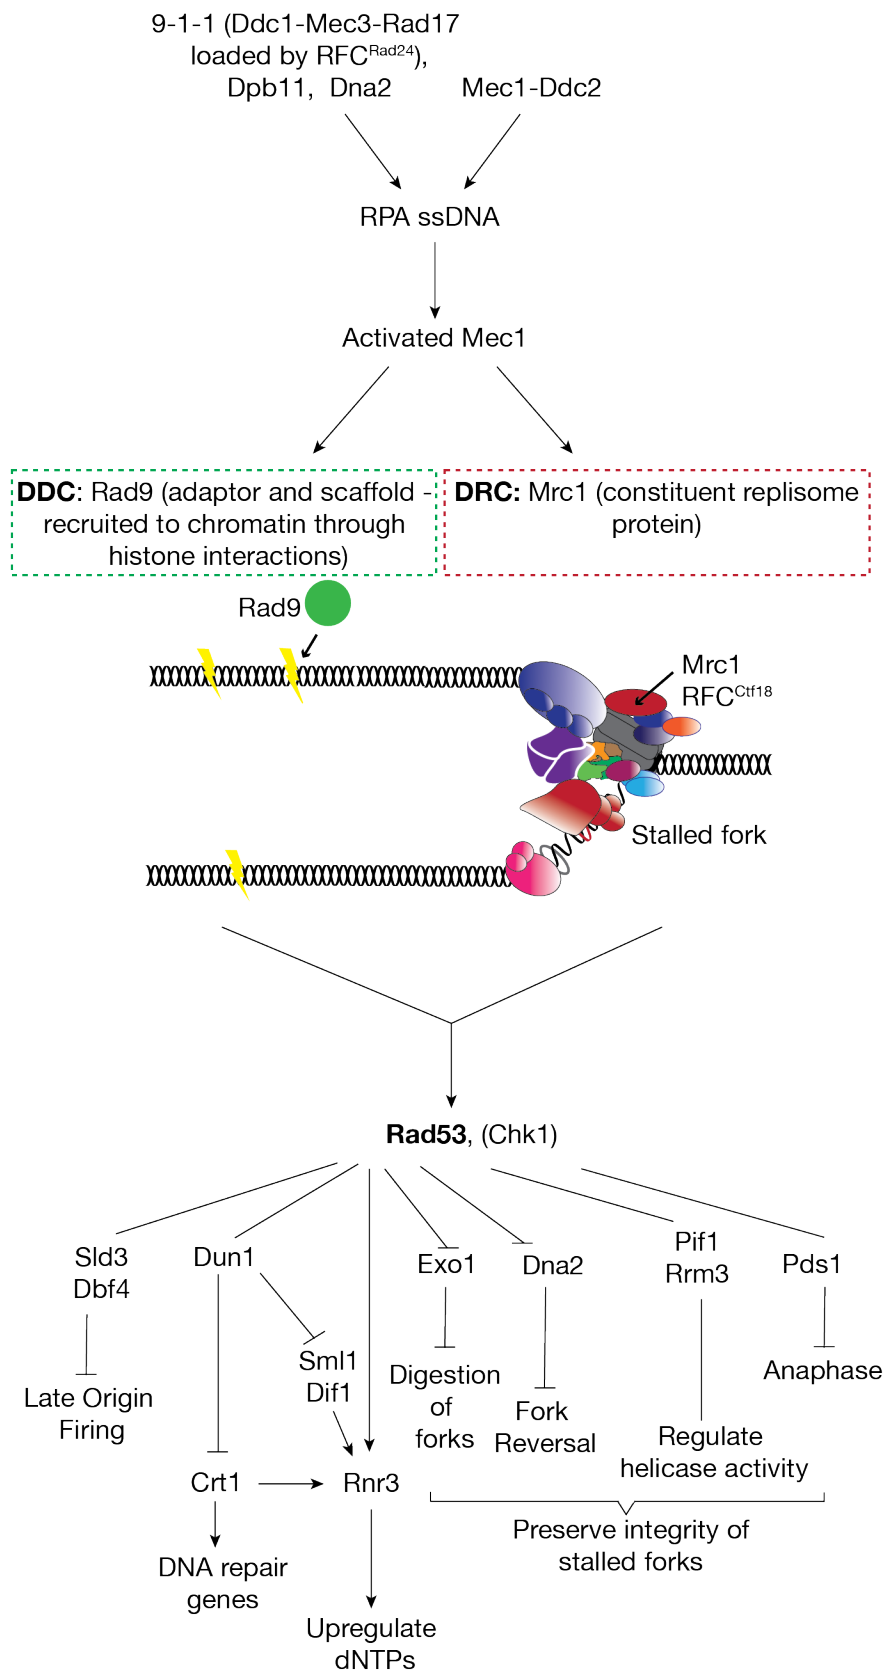 9-1-1 (Ddc1-Mec3-Rad17
loaded by RFCRad24),
Dpb11, Dna2
Mec1-Ddc2
RPA ssDNA
Activated Mec1
DDC: Rad9 (adaptor and scaffold -
recruited to chromatin through
histone interactions)
DRC: Mrc1 (constituent replisome
protein)
Rad9
Mrc1
RFCCtf18
Stalled fork
Rad53, (Chk1)
Sld3
Dbf4
Late Origin
Firing
Dun1
Sml1
Dif1
Crt1
Rnr3
DNA repair
genes
Upregulate
dNTPs
Exo1
Digestion
of
forks
Dna2
Fork
Reversal
Pif1
Rrm3
Regulate
helicase activity
Pds1
Anaphase
Preserve integrity of
stalled forks